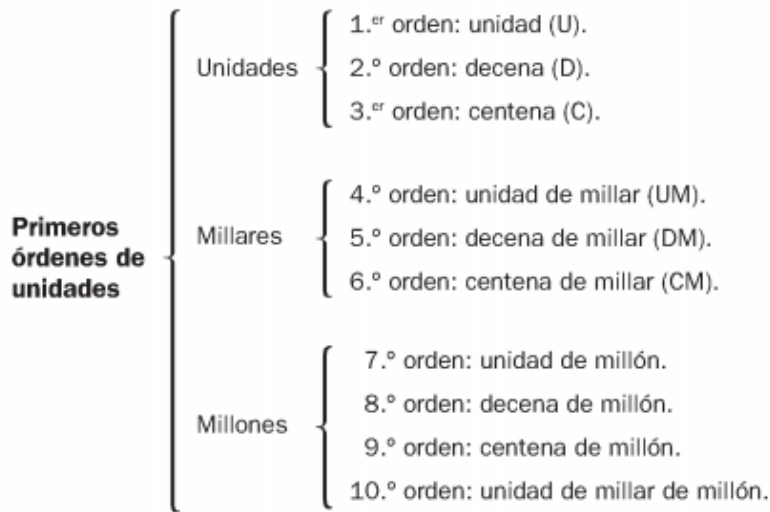 Primeros
órdenes de
unidades
Unidades
1.er orden: unidad (U).
2.º orden: decena (D).
3.er orden: centena (C).
Millares
4.º orden: unidad de millar (UM).
5.º orden: decena de millar (DM).
6.º orden: centena de millar (CM).
Millones
7.º orden: unidad de millón.
8.º orden: decena de millón.
9.º orden: centena de millón.
10.º orden: unidad de millar de millón.